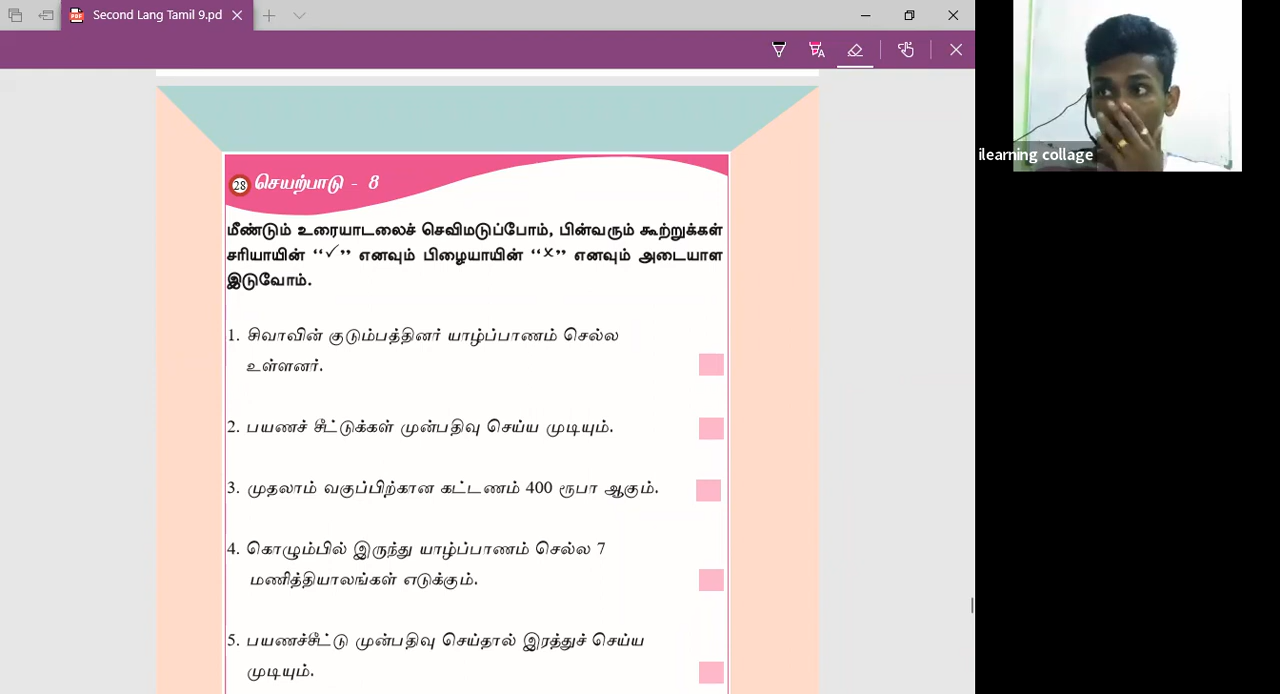 Second Lang Tamil 9.pd
ilearning collage
28 செயற்பாடு - 8
மீண்டும் உரையாடலைச் செவிமடுப்போம், பின்வரும் கூற்றுக்கள்
சரியாயின் “✓” எனவும் பிழையாயின் “×” எனவும் அடையாள
இடுவோம்.
1. சிவாவின் குடும்பத்தினர் யாழ்ப்பாணம் செல்ல
உள்ளனர்.
2. பயணச் சீட்டுக்கள் முன்பதிவு செய்ய முடியும்.
3. முதலாம் வகுப்பிற்கான கட்டணம் 400 ரூபா ஆகும்.
4. கொழும்பில் இருந்து யாழ்ப்பாணம் செல்ல 7
மணித்தியாலங்கள் எடுக்கும்.
5. பயணச்சீட்டு முன்பதிவு செய்தால் இரத்துச் செய்ய
முடியும்.